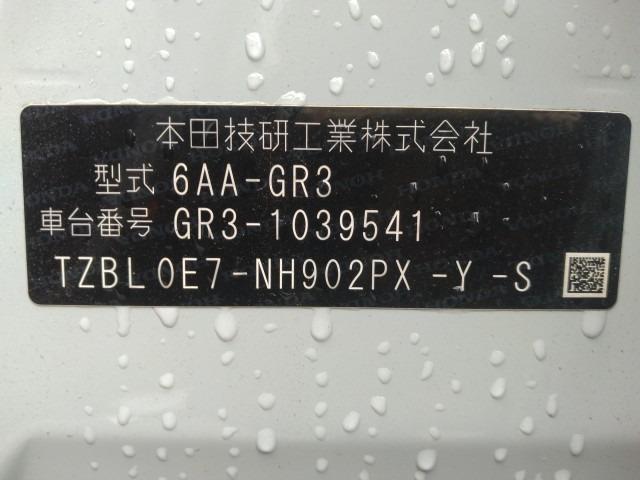 本田技研工業株式会社
型式 6AA-GR3
車台番号 GR3-1039541
TZBL0E7-NH902PX -Y -S